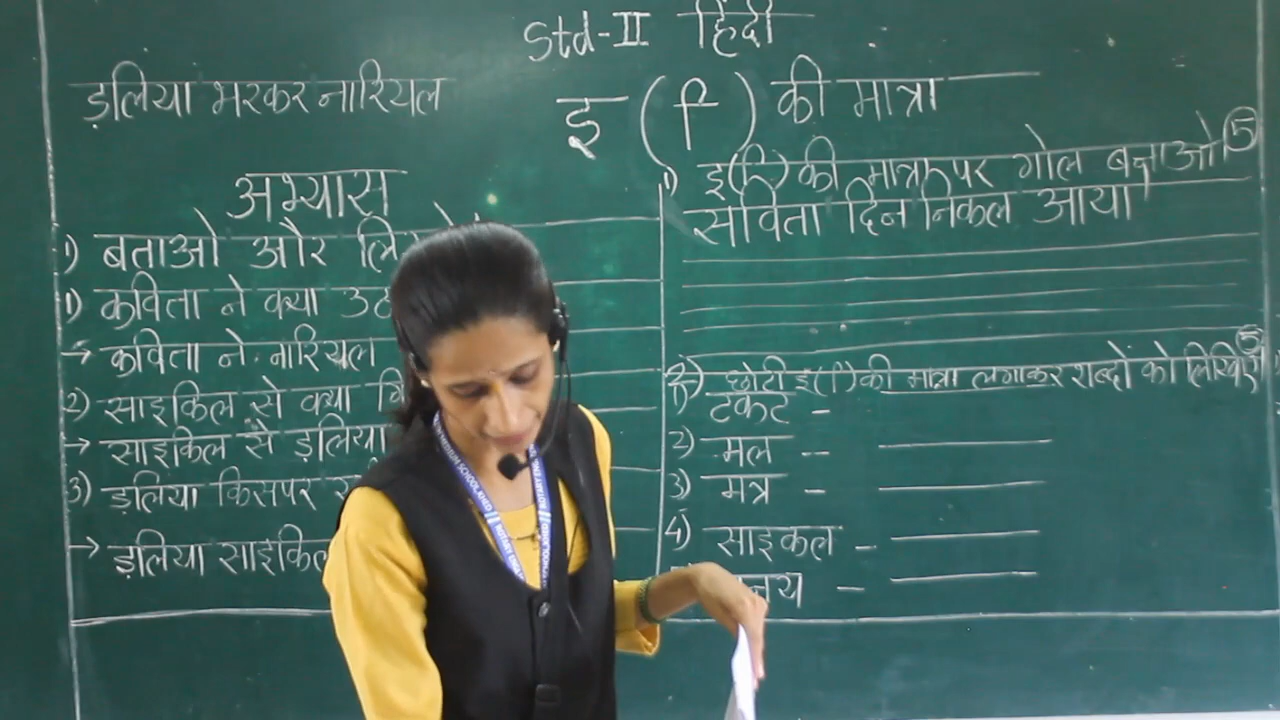 Std-II हिंदी
ड़लिया भरकर नारियल
इ (ि) की मात्रा
अभ्यास
1) बताओ और
1) कविता ने क्या
→ कविता ने नारियल
2) साइकिल से क्या
→ साइकिल से ड़लिया
3) ड़लिया किसपर
→ ड़लिया साइकिल
1) इ(ि) की मात्रा पर गोल बनाओ 5
सविता दिन निकल आया
2) छोटी इ(ि) की मात्रा लगाकर शब्दों को लिखिए 5
1) टकट –
2) मल –
3) मत्र –
4) साइकल –